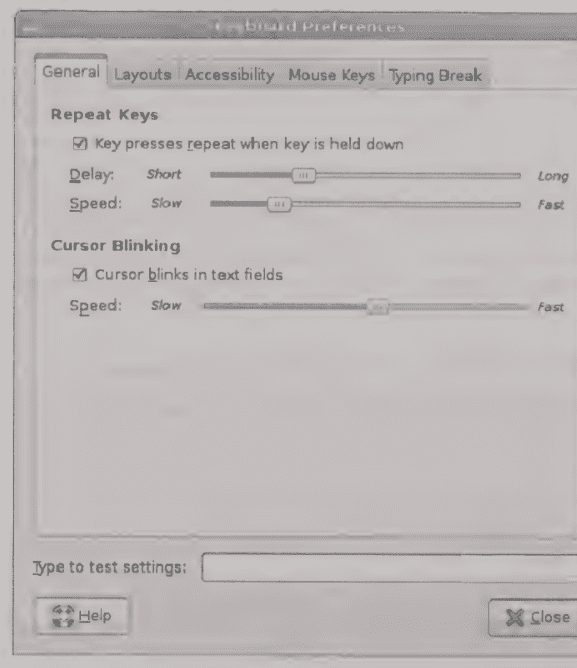 Keyboard Preferences
General Layouts Accessibility Mouse Keys Typing Break
Repeat Keys
Key presses repeat when key is held down
Delay: Short Long
Speed: Slow Fast
Cursor Blinking
Cursor blinks in text fields
Speed: Slow Fast
Type to test settings:
Help Close